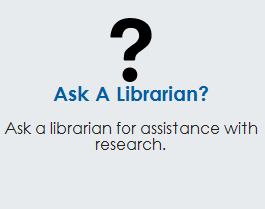 ?
Ask A Librarian?
Ask a librarian for assistance with
research.